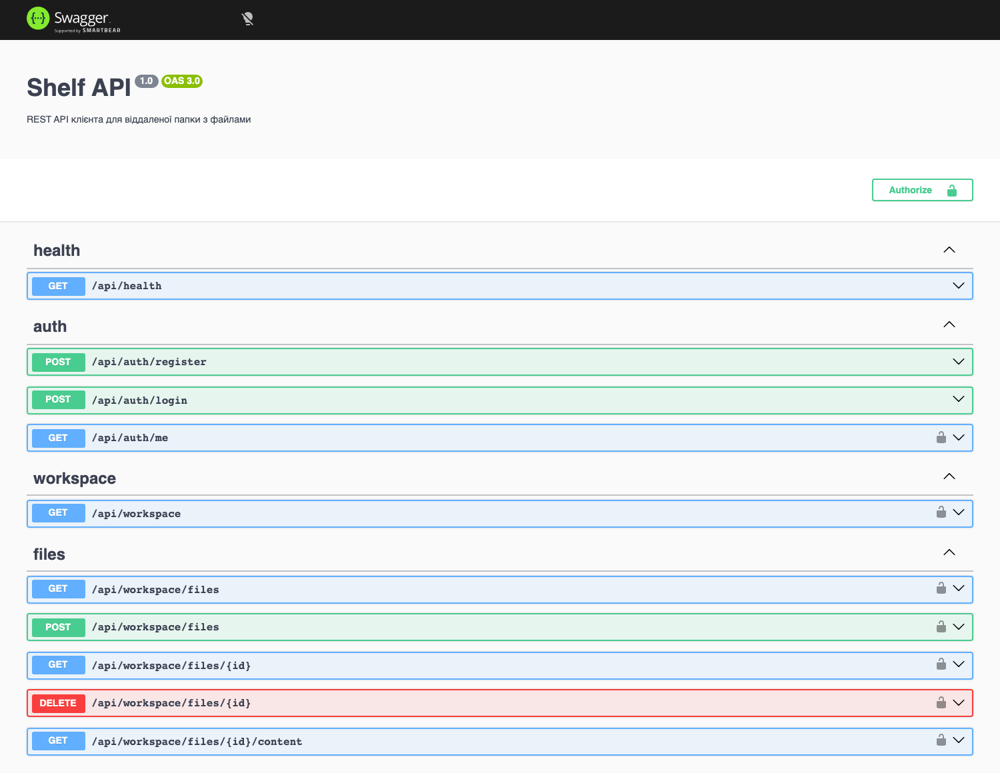 Swagger
Supported by SMARTBEAR
Shelf API 1.0 OAS 3.0
REST API клієнта для віддаленої папки з файлами
Authorize
health
GET /api/health
auth
POST /api/auth/register
POST /api/auth/login
GET /api/auth/me
workspace
GET /api/workspace
files
GET /api/workspace/files
POST /api/workspace/files
GET /api/workspace/files/{id}
DELETE /api/workspace/files/{id}
GET /api/workspace/files/{id}/content